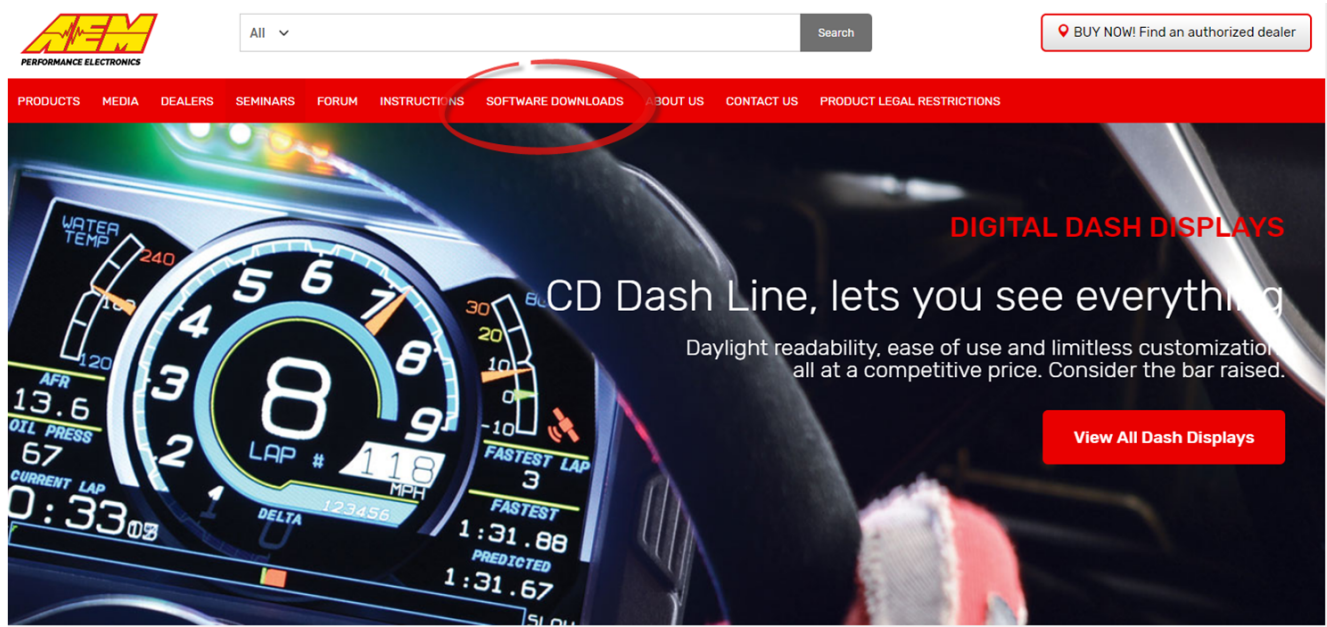 AEM
PERFORMANCE ELECTRONICS
All
Search
BUY NOW! Find an authorized dealer
PRODUCTS MEDIA DEALERS SEMINARS FORUM INSTRUCTIONS SOFTWARE DOWNLOADS ABOUT US CONTACT US PRODUCT LEGAL RESTRICTIONS
DIGITAL DASH DISPLAYS
CD Dash Line, lets you see everything
Daylight readability, ease of use and limitless customization,
all at a competitive price. Consider the bar raised.
View All Dash Displays
WATER
TEMP
240
120
AFR
13.6
OIL PRESS
67
CURRENT LAP
1
2
3
4
5
6
7
8
9
8
LAP #
118
MPH
123456
DELTA
0
30
20
10
0
-10
FASTEST LAP
3
FASTEST
1:31.88
PREDICTED
1:31.67
SLOW